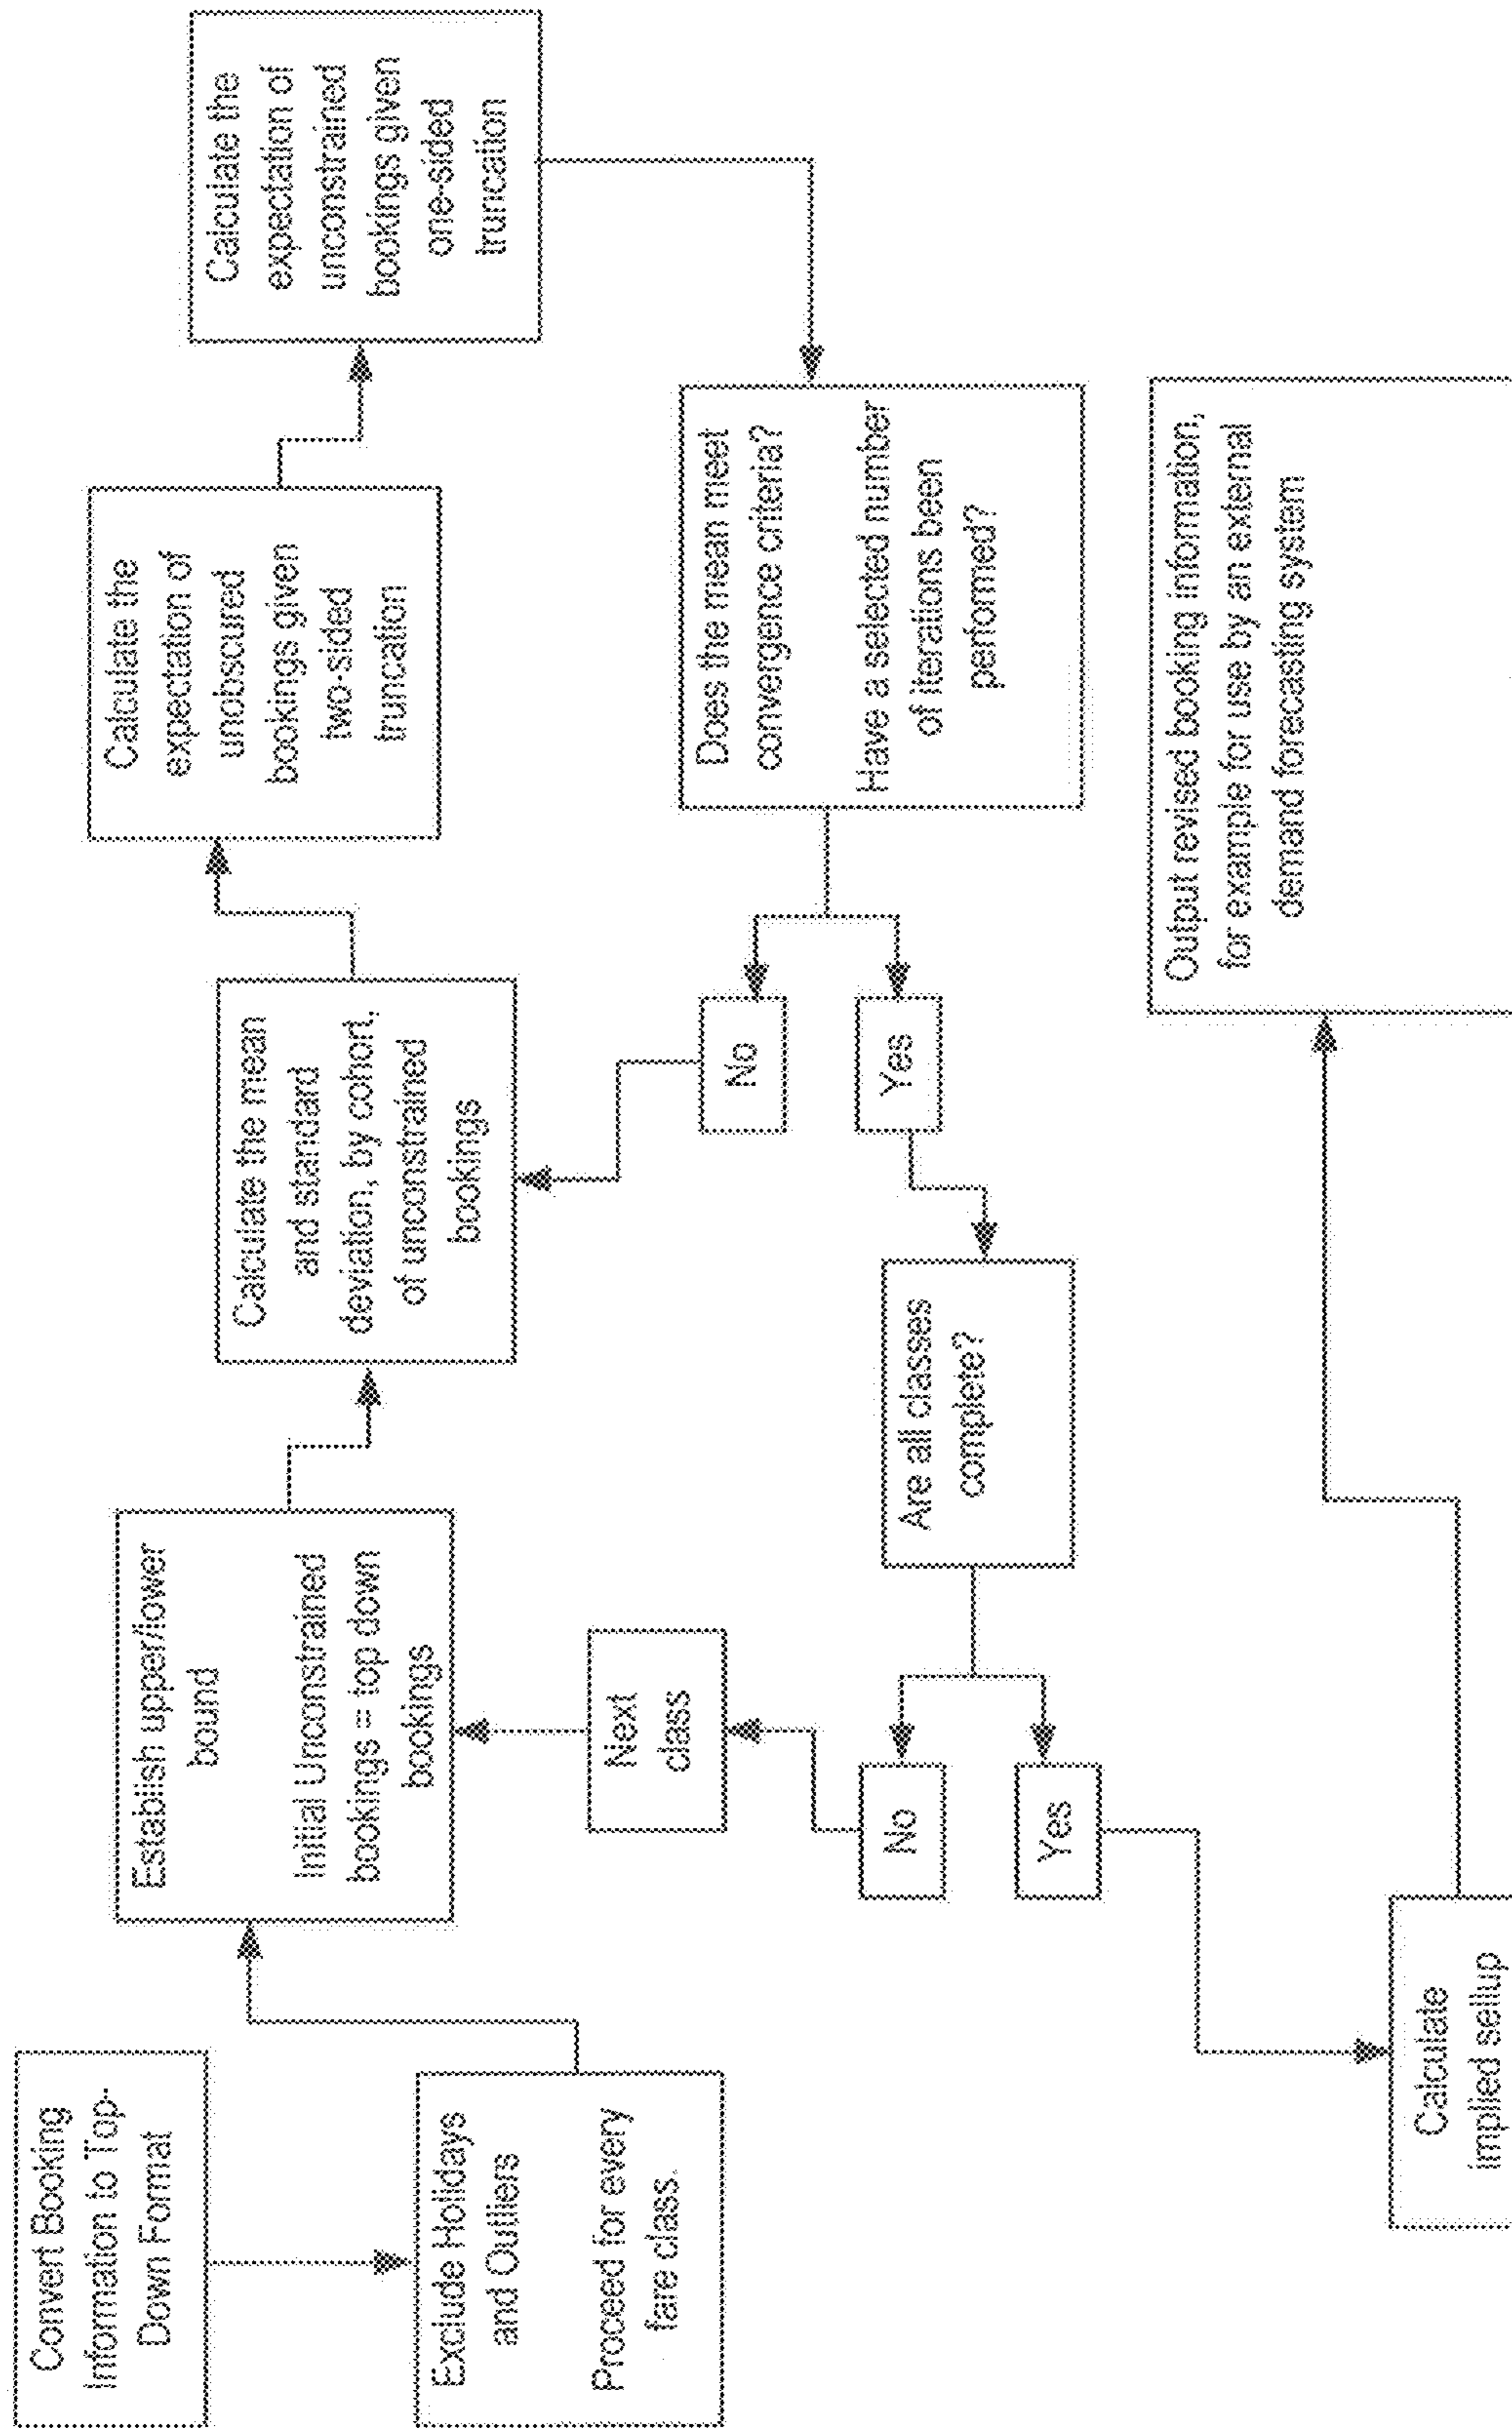 Convert Booking
Information to Top-
Down Format
Exclude Holidays
and Outliers
Proceed for every
fare class.
Establish upper/lower
bound
Initial Unconstrained
bookings = top down
bookings
Calculate the mean
and standard
deviation, by cohort,
of unconstrained
bookings
Calculate the
expectation of
unobscured
bookings given
two-sided
truncation
Calculate the
expectation of
unconstrained
bookings given
one-sided
truncation
Does the mean meet
convergence criteria?
Have a selected number
of iterations been
performed?
No
Yes
Are all classes
complete?
No
Yes
Next
class
Calculate
implied sellup
Output revised booking information,
for example for use by an external
demand forecasting system